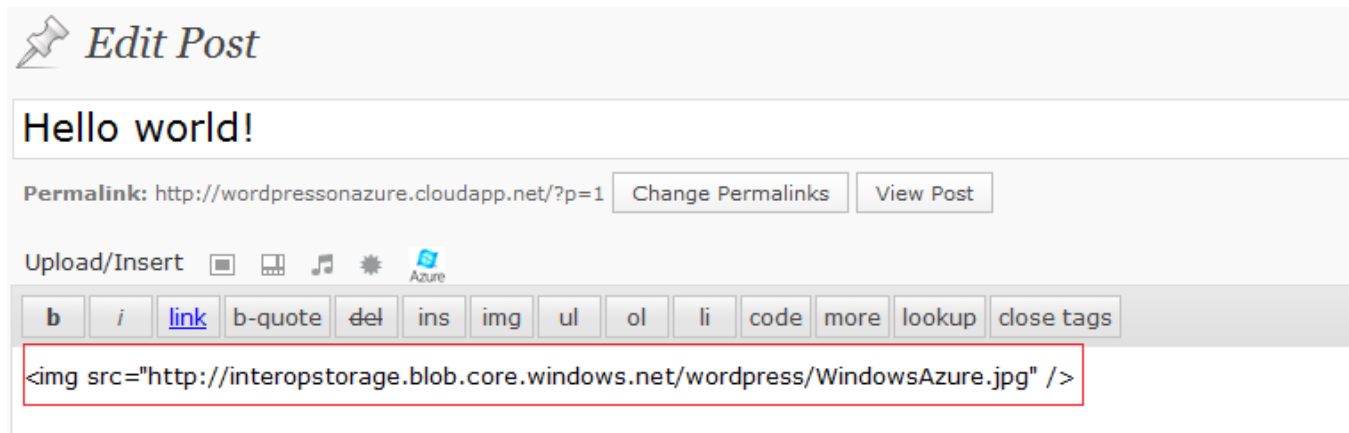 Edit Post
Hello world!
Permalink: http://wordpressonazure.cloudapp.net/?p=1 Change Permalinks View Post
Upload/Insert Azure
b i link b-quote del ins img ul ol li code more lookup close tags
<img src="http://interopstorage.blob.core.windows.net/wordpress/WindowsAzure.jpg" />